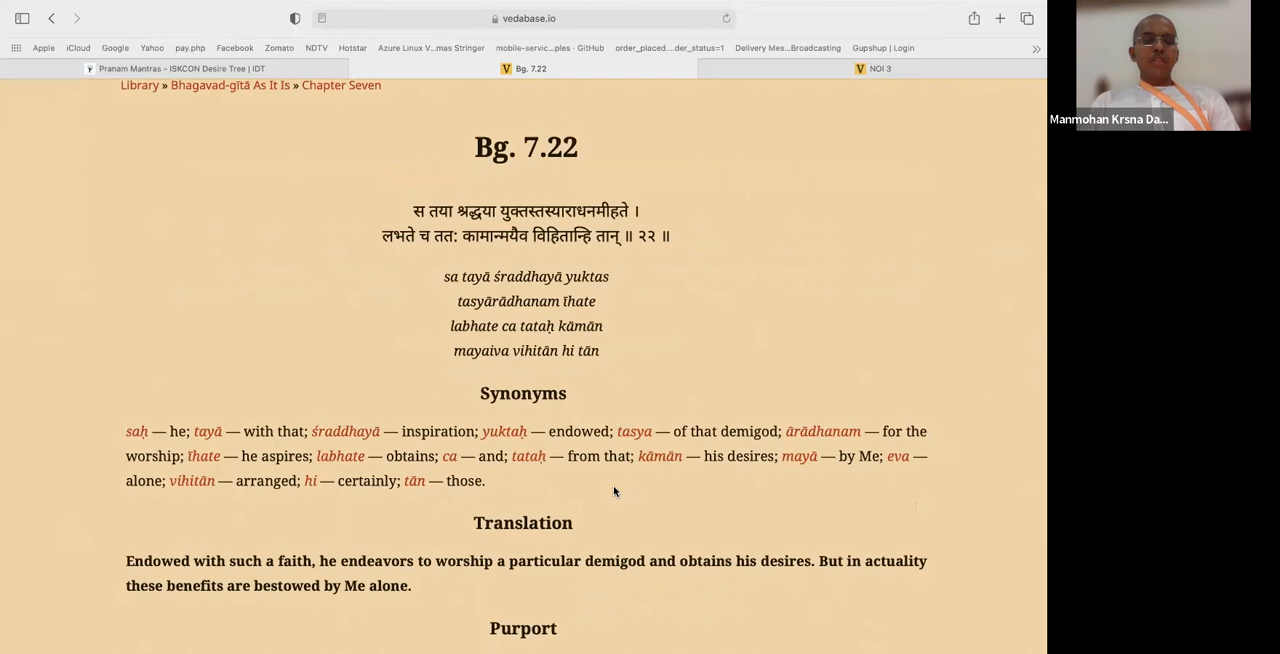 vedabase.io
Apple iCloud Google Yahoo pay.php Facebook Zomato NDTV Hotstar Azure Linux V...mas Stringer mobile-servic...ples · GitHub order_placed....der_status=1 Delivery Mes...Broadcasting Gupshup | Login
Pranam Mantras - ISKCON Desire Tree | IDT
Bg. 7.22
NOI 3
Manmohan Krsna Da...
Library » Bhagavad-gītā As It Is » Chapter Seven
Bg. 7.22
स तया श्रद्धया युक्तस्तस्याराधनमीहते ।
लभते च तत: कामान्मयैव विहितान्हि तान् ॥ २२ ॥
sa tayā śraddhayā yuktas
tasyārādhanam īhate
labhate ca tataḥ kāmān
mayaiva vihitān hi tān
Synonyms
saḥ — he; tayā — with that; śraddhayā — inspiration; yuktaḥ — endowed; tasya — of that demigod; ārādhanam — for the
worship; īhate — he aspires; labhate — obtains; ca — and; tataḥ — from that; kāmān — his desires; mayā — by Me; eva —
alone; vihitān — arranged; hi — certainly; tān — those.
Translation
Endowed with such a faith, he endeavors to worship a particular demigod and obtains his desires. But in actuality
these benefits are bestowed by Me alone.
Purport